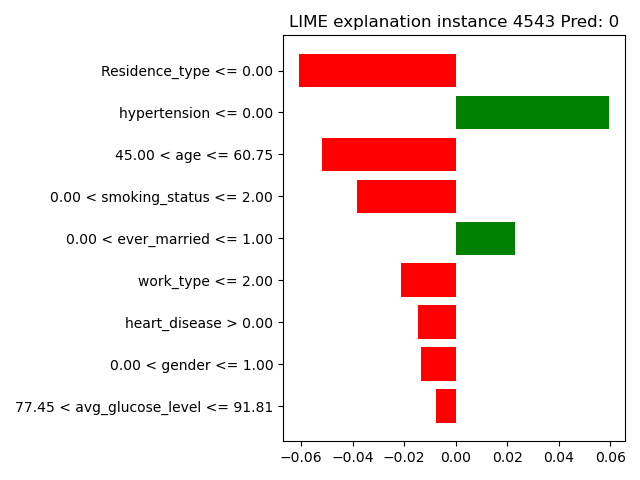 LIME explanation instance 4543 Pred: 0
Residence_type <= 0.00
hypertension <= 0.00
45.00 < age <= 60.75
0.00 < smoking_status <= 2.00
0.00 < ever_married <= 1.00
work_type <= 2.00
heart_disease > 0.00
0.00 < gender <= 1.00
77.45 < avg_glucose_level <= 91.81
−0.06 −0.04 −0.02 0.00 0.02 0.04 0.06